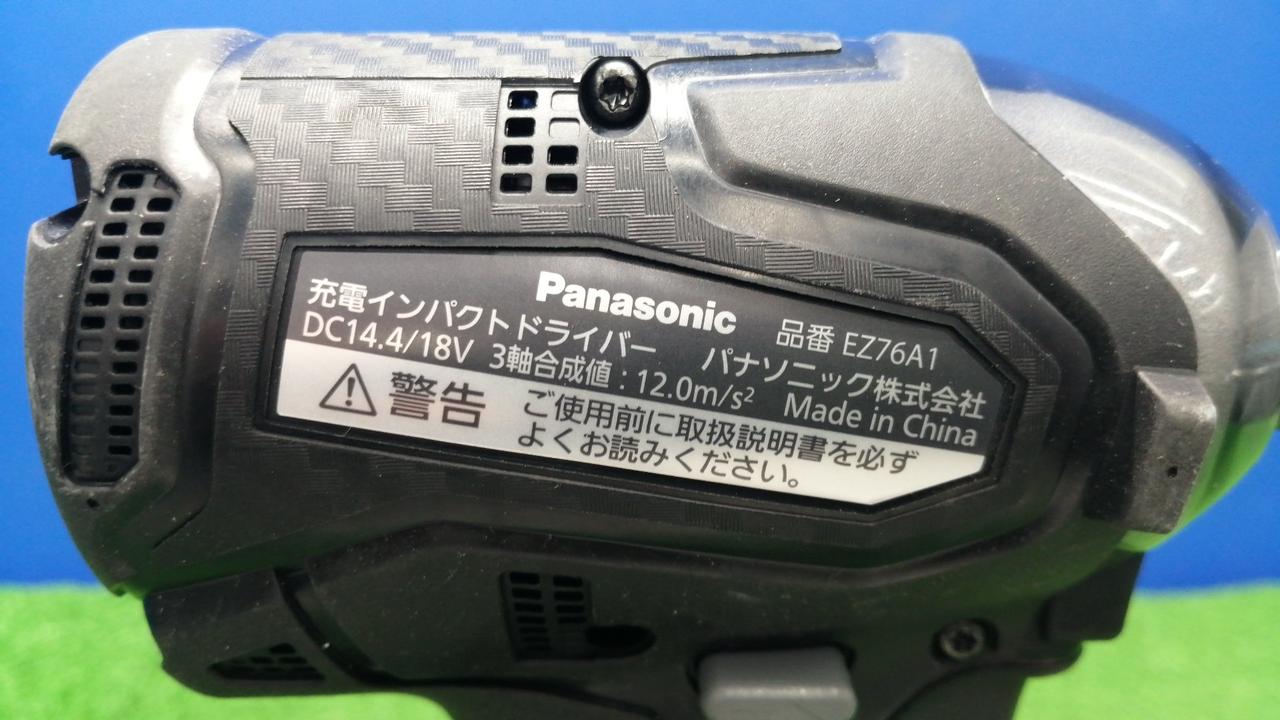 Panasonic
充電インパクトドライバー 品番 EZ76A1
DC14.4/18V 3軸合成値 : 12.0m/s² パナソニック株式会社
Made in China
警告 ご使用前に取扱説明書を必ず
よくお読みください。